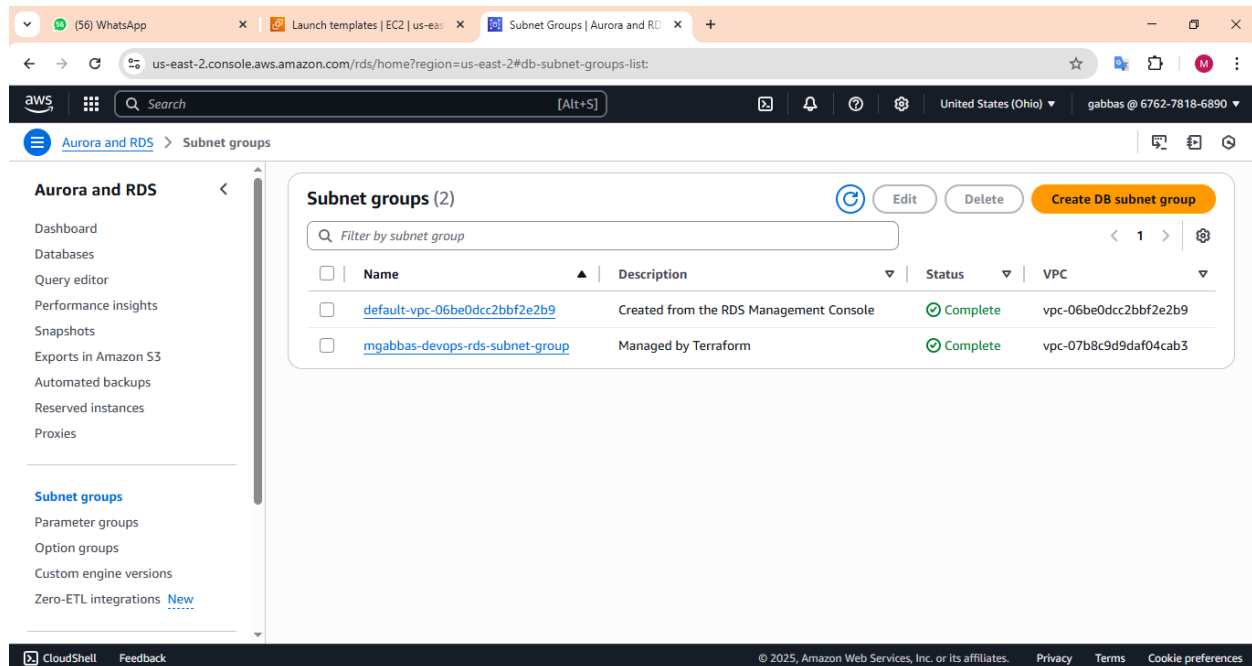 (56) WhatsApp
Launch templates | EC2 | us-eas
Subnet Groups | Aurora and RD
us-east-2.console.aws.amazon.com/rds/home?region=us-east-2#db-subnet-groups-list:
M
aws
Search
[Alt+S]
United States (Ohio)
gabbas @ 6762-7818-6890
Aurora and RDS > Subnet groups
Aurora and RDS
Dashboard
Databases
Query editor
Performance insights
Snapshots
Exports in Amazon S3
Automated backups
Reserved instances
Proxies
Subnet groups
Parameter groups
Option groups
Custom engine versions
Zero-ETL integrations New
Subnet groups (2)
Edit
Delete
Create DB subnet group
Filter by subnet group
1
Name Description Status VPC
default-vpc-06be0dcc2bbf2e2b9 Created from the RDS Management Console Complete vpc-06be0dcc2bbf2e2b9
mgabbas-devops-rds-subnet-group Managed by Terraform Complete vpc-07b8c9d9daf04cab3
CloudShell Feedback © 2025, Amazon Web Services, Inc. or its affiliates. Privacy Terms Cookie preferences